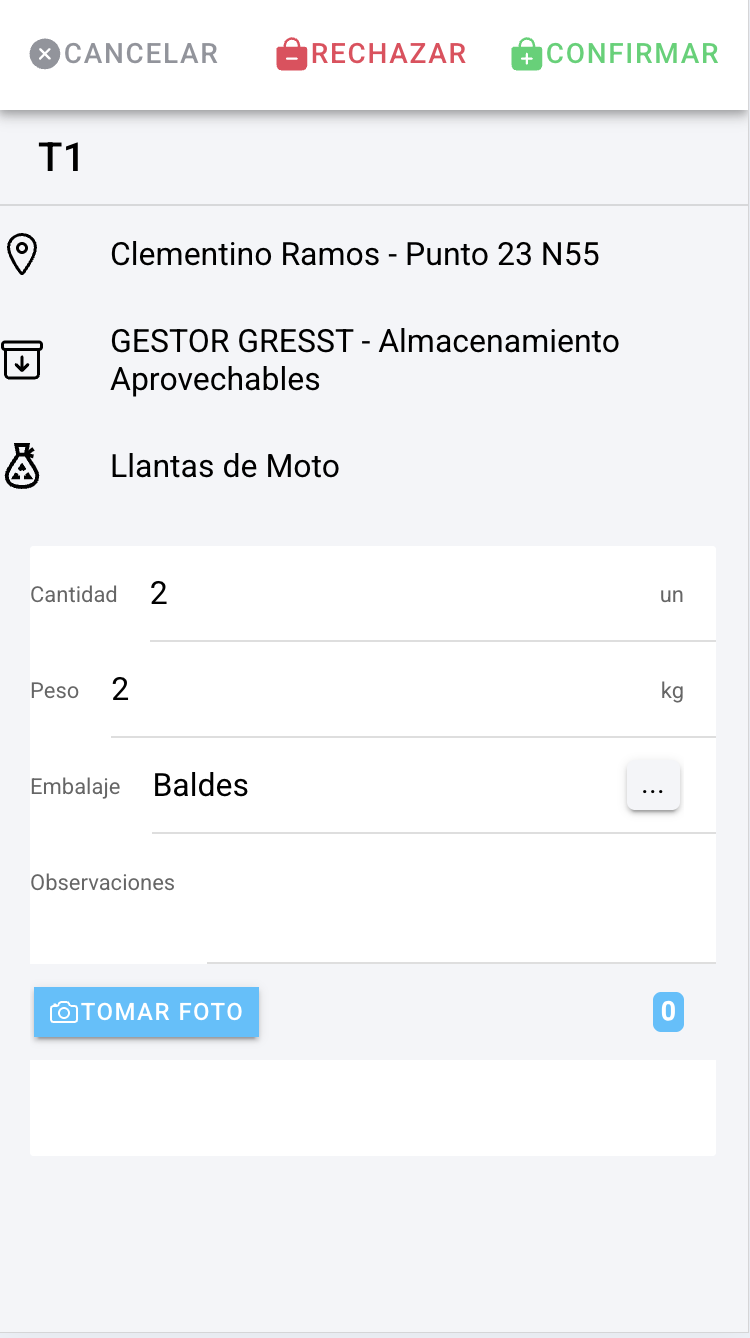 CANCELAR RECHAZAR CONFIRMAR
T1
Clementino Ramos - Punto 23 N55
GESTOR GRESST - Almacenamiento
Aprovechables
Llantas de Moto
Cantidad 2 un
Peso 2 kg
Embalaje Baldes ...
Observaciones
TOMAR FOTO 0